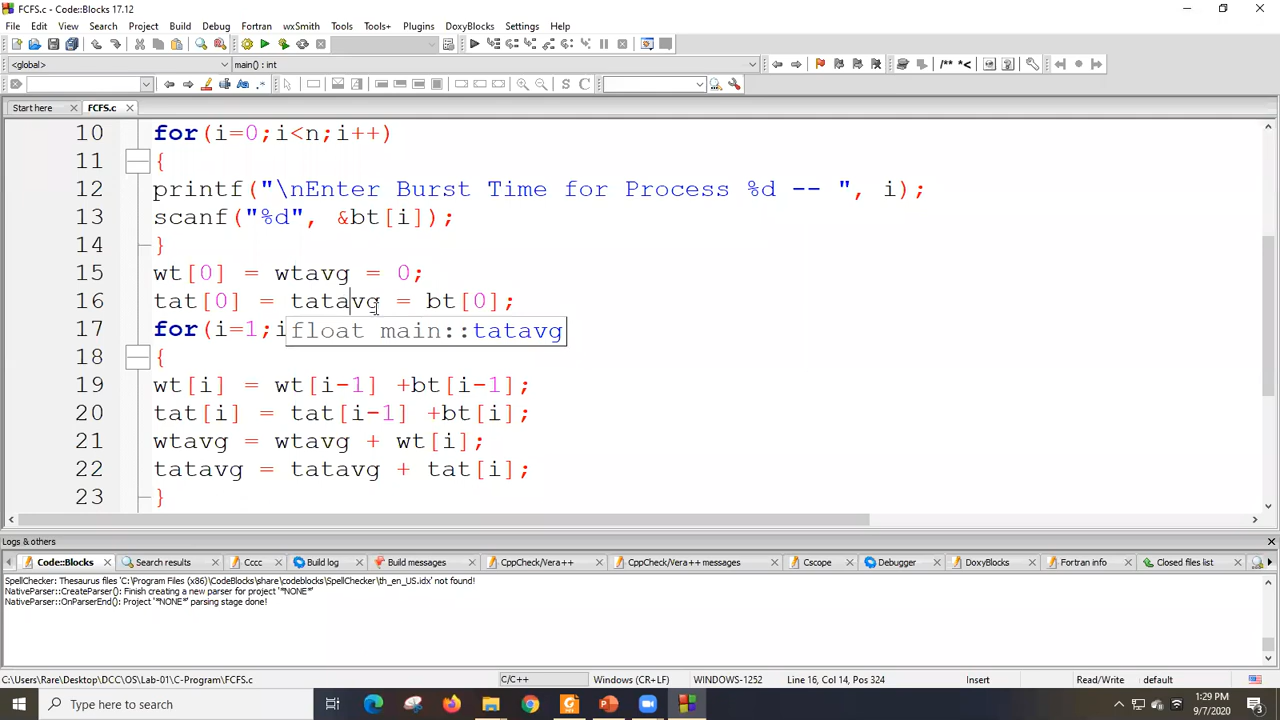 FCFS.c - Code::Blocks 17.12
File Edit View Search Project Build Debug Fortran wxSmith Tools Tools+ Plugins DoxyBlocks Settings Help
<global> main() : int /** *<
S C
Start here FCFS.c
10 for(i=0;i<n;i++)
11 {
12 printf("\nEnter Burst Time for Process %d -- ", i);
13 scanf("%d", &bt[i]);
14 }
15 wt[0] = wtavg = 0;
16 tat[0] = tatavg = bt[0];
17 for(i=1;i float main::tatavg
18 {
19 wt[i] = wt[i-1] +bt[i-1];
20 tat[i] = tat[i-1] +bt[i];
21 wtavg = wtavg + wt[i];
22 tatavg = tatavg + tat[i];
23 }
Logs & others
Code::Blocks Search results Cccc Build log Build messages CppCheck/Vera++ CppCheck/Vera++ messages Cscope Debugger DoxyBlocks Fortran info Closed files list
SpellChecker: Thesaurus files 'C:\Program Files (x86)\CodeBlocks\share\codeblocks\SpellChecker\th_en_US.idx' not found!
NativeParser::CreateParser(): Finish creating a new parser for project '*NONE*'
NativeParser::OnParserEnd(): Project '*NONE*' parsing stage done!
C:\Users\Rare\Desktop\DCC\OS\Lab-01\C-Program\FCFS.c C/C++ Windows (CR+LF) WINDOWS-1252 Line 16, Col 14, Pos 324 Insert Read/Write default
Type here to search 1:29 PM
9/7/2020